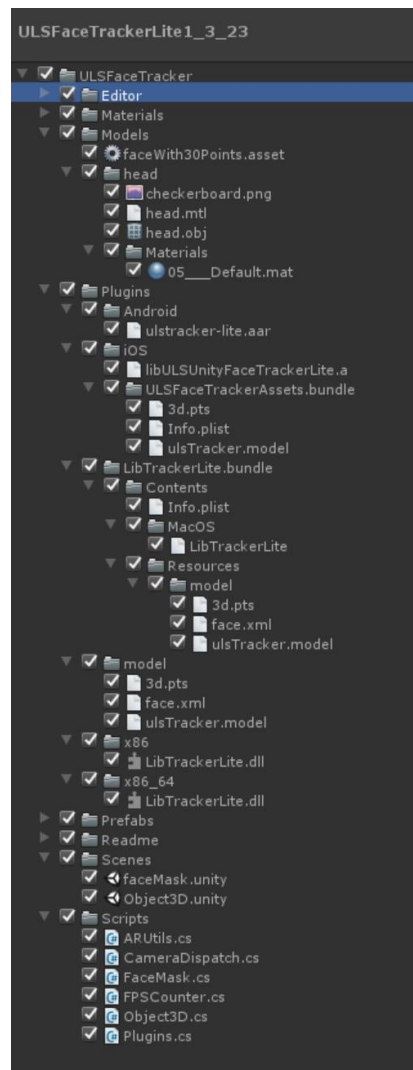 ULSFaceTrackerLite1_3_23
ULSFaceTracker
Editor
Materials
Models
faceWith30Points.asset
head
checkerboard.png
head.mtl
head.obj
Materials
05___Default.mat
Plugins
Android
ulstracker-lite.aar
iOS
libULSUnityFaceTrackerLite.a
ULSFaceTrackerAssets.bundle
3d.pts
Info.plist
ulsTracker.model
LibTrackerLite.bundle
Contents
Info.plist
MacOS
LibTrackerLite
Resources
model
3d.pts
face.xml
ulsTracker.model
model
3d.pts
face.xml
ulsTracker.model
x86
LibTrackerLite.dll
x86_64
LibTrackerLite.dll
Prefabs
Readme
Scenes
faceMask.unity
Object3D.unity
Scripts
ARUtils.cs
CameraDispatch.cs
FaceMask.cs
FPSCounter.cs
Object3D.cs
Plugins.cs